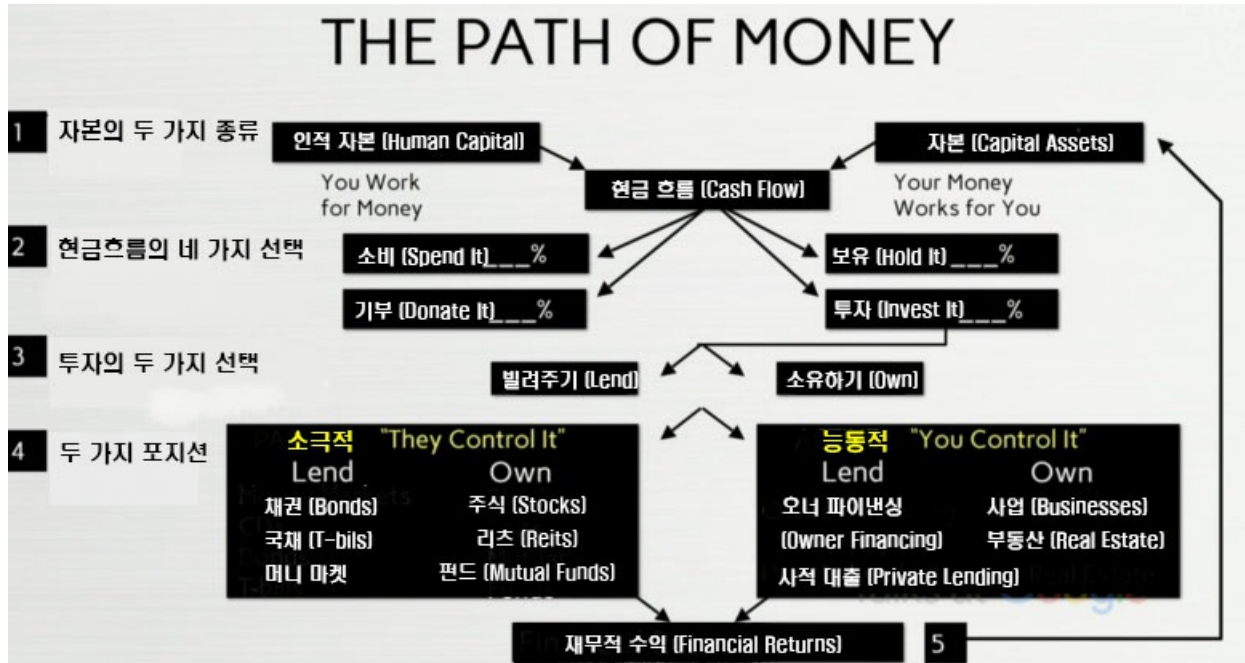 THE PATH OF MONEY
1 자본의 두 가지 종류
인적 자본 (Human Capital)
자본 (Capital Assets)
You Work
for Money
현금 흐름 (Cash Flow)
Your Money
Works for You
2 현금흐름의 네 가지 선택
소비 (Spend It)___%
보유 (Hold It) ___%
기부 (Donate It)___%
투자 (Invest It)___%
3 투자의 두 가지 선택
빌려주기 (Lend)
소유하기 (Own)
4 두 가지 포지션
소극적 "They Control It"
Lend Own
채권 (Bonds) 주식 (Stocks)
국채 (T-bils) 리츠 (Reits)
머니 마켓 펀드 (Mutual Funds)
능동적 "You Control It"
Lend Own
오너 파이낸싱 사업 (Businesses)
(Owner Financing) 부동산 (Real Estate)
사적 대출 (Private Lending)
재무적 수익 (Financial Returns) 5